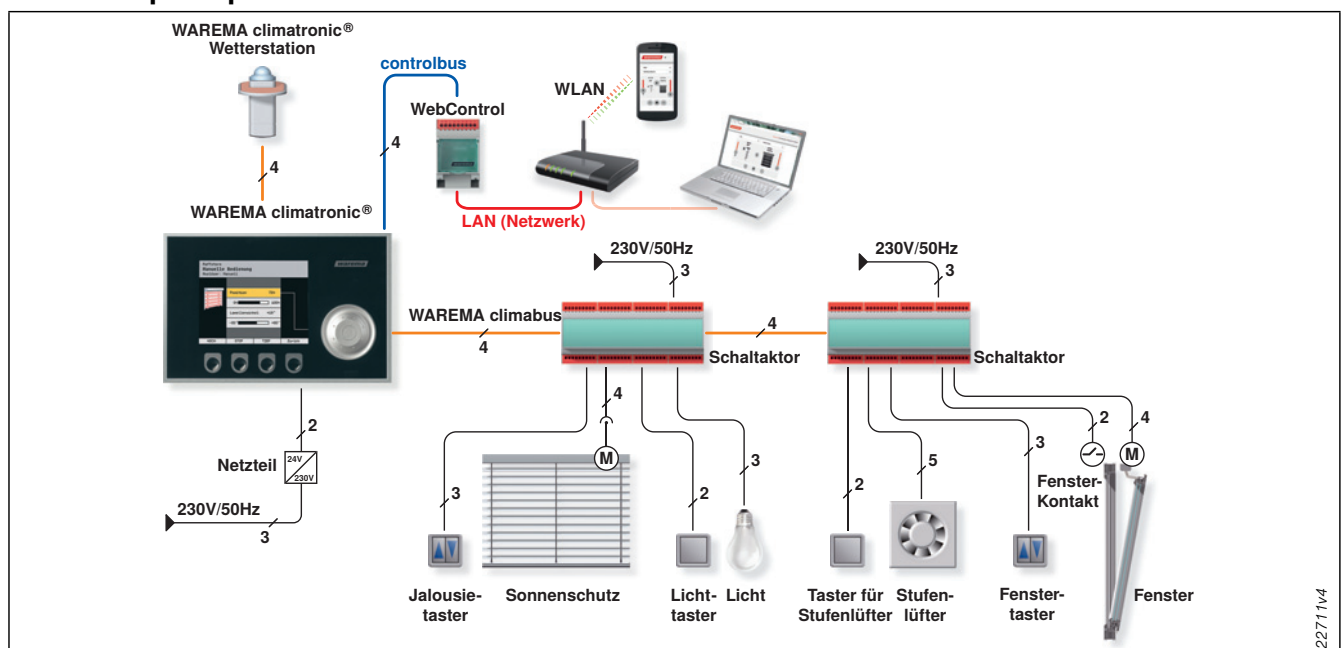 WAREMA climatronic®
Wetterstation
controlbus
WebControl
WLAN
4
4
WAREMA climatronic®
LAN (Netzwerk)
230V/50Hz
3
230V/50Hz
3
Manuelle Bedienung
WAREMA climabus
4
4
Schaltaktor
Schaltaktor
2
Netzteil
24V
230V
230V/50Hz
3
3
4
M
2
3
2
5
3
2
4
M
Fenster-
Kontakt
Jalousie-
taster
Sonnenschutz
Licht-
taster
Licht
Taster für
Stufenlüfter
Stufen-
lüfter
Fenster-
taster
Fenster
22711v4